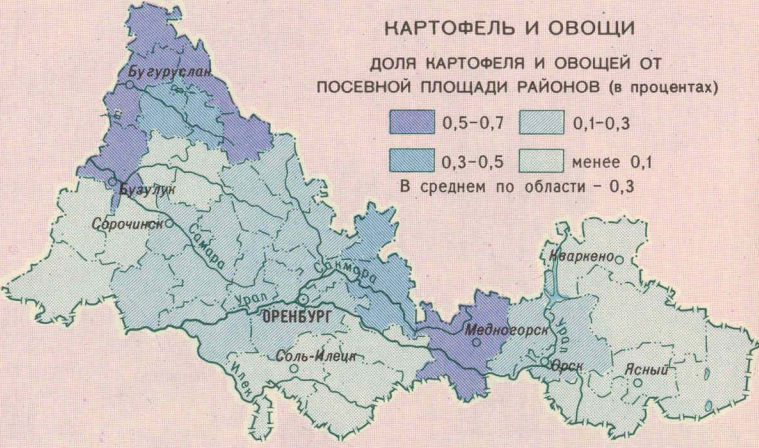 КАРТОФЕЛЬ И ОВОЩИ
ДОЛЯ КАРТОФЕЛЯ И ОВОЩЕЙ ОТ
ПОСЕВНОЙ ПЛОЩАДИ РАЙОНОВ (в процентах)
0,5-0,7 0,1-0,3
0,3-0,5 менее 0,1
В среднем по области – 0,3
Бугуруслан
Бузулук
Сорочинск
Самара
Сакмара
Урал
ОРЕНБУРГ
Соль-Илецк
Илек
Медногорск
Урал
Орск
Кваркено
Ясный